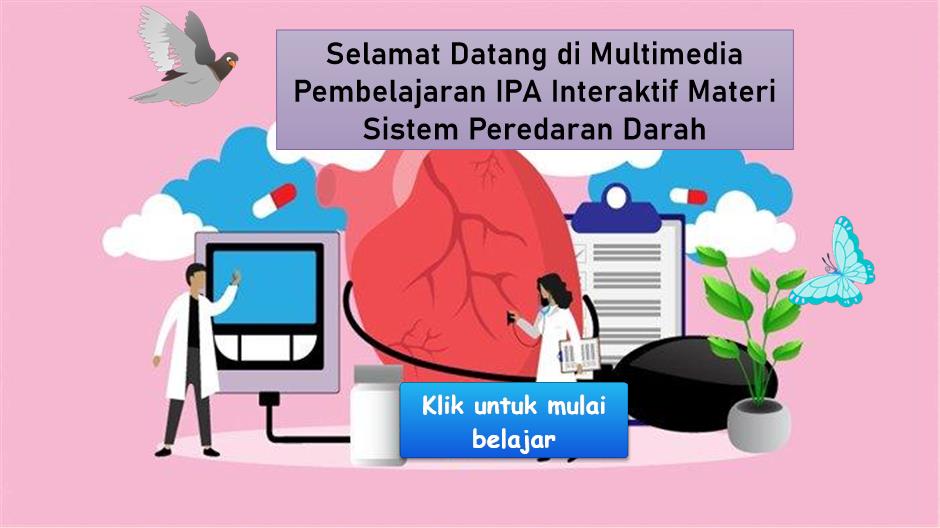 Selamat Datang di Multimedia
Pembelajaran IPA Interaktif Materi
Sistem Peredaran Darah
Klik untuk mulai
belajar